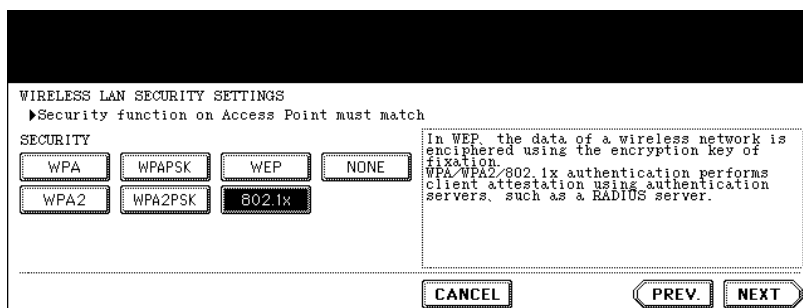 WIRELESS LAN SECURITY SETTINGS
▶Security function on Access Point must match
SECURITY
WPA WPAPSK WEP NONE
WPA2 WPA2PSK 802.1x
In WEP, the data of a wireless network is
enciphered using the encryption key of
fixation.
WPA/WPA2/802.1x authentication performs
client attestation using authentication
servers, such as a RADIUS server.
CANCEL PREV. NEXT